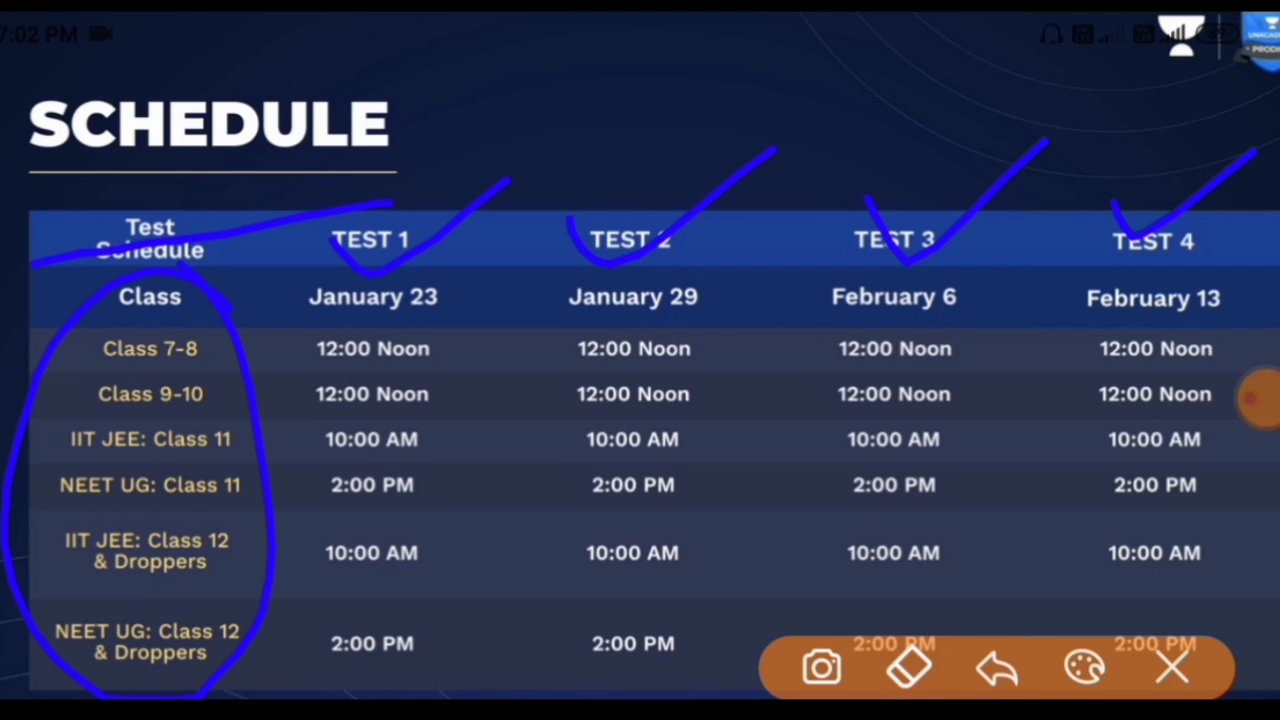 7:02 PM
UNACAD
PRODI
SCHEDULE
Test Schedule TEST 1 TEST 2 TEST 3 TEST 4
Class January 23 January 29 February 6 February 13
Class 7-8 12:00 Noon 12:00 Noon 12:00 Noon 12:00 Noon
Class 9-10 12:00 Noon 12:00 Noon 12:00 Noon 12:00 Noon
IIT JEE: Class 11 10:00 AM 10:00 AM 10:00 AM 10:00 AM
NEET UG: Class 11 2:00 PM 2:00 PM 2:00 PM 2:00 PM
IIT JEE: Class 12
& Droppers 10:00 AM 10:00 AM 10:00 AM 10:00 AM
NEET UG: Class 12
& Droppers 2:00 PM 2:00 PM 2:00 PM 2:00 PM